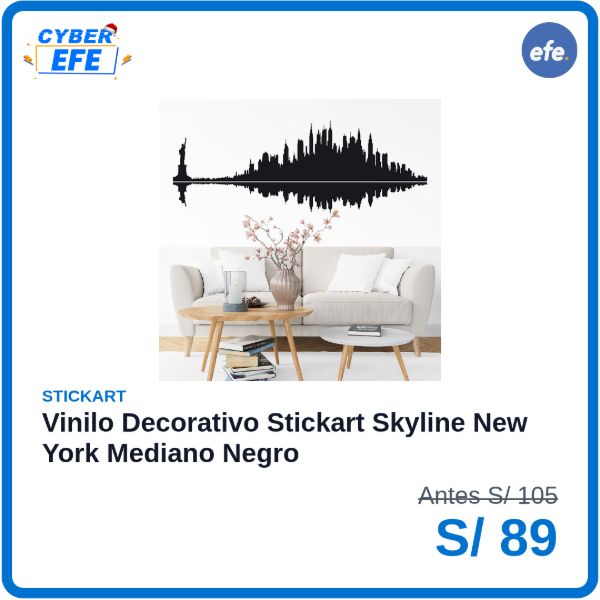 CYBER
EFE
efe.
STICKART
Vinilo Decorativo Stickart Skyline New
York Mediano Negro
Antes S/ 105
S/ 89